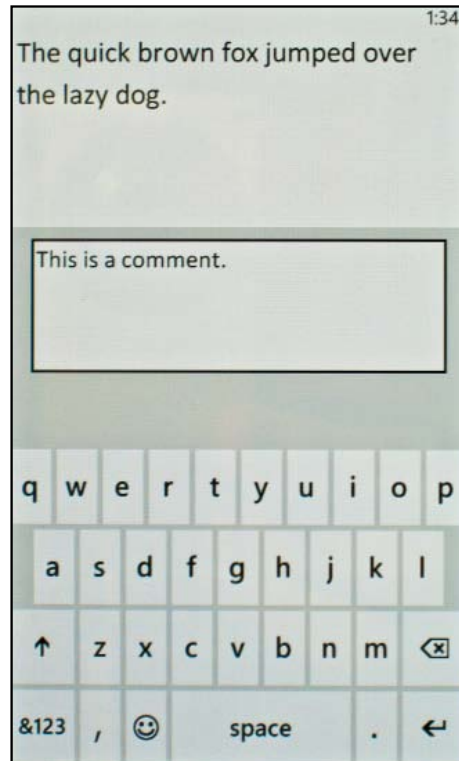 1:34
The quick brown fox jumped over
the lazy dog.
This is a comment.
q w e r t y u i o p
a s d f g h j k l
z x c v b n m
&123 , space .